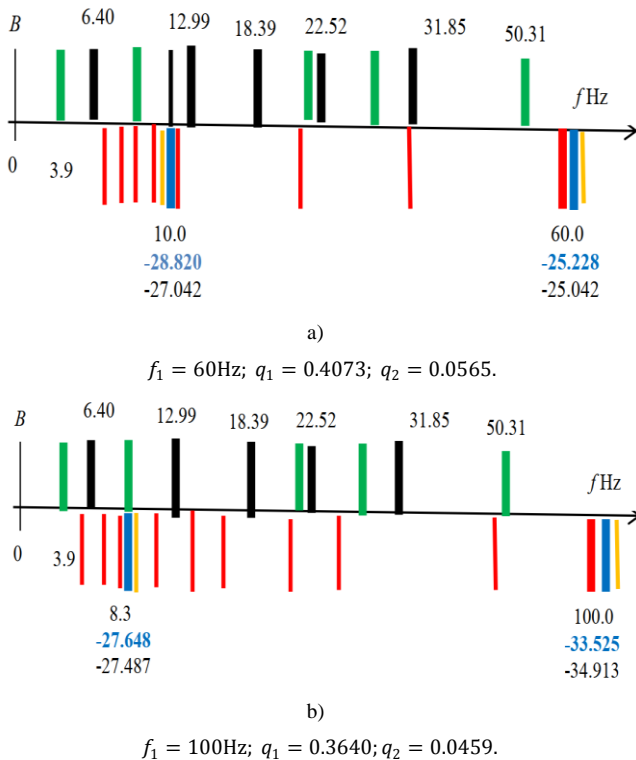 6.40 12.99 18.39 22.52 31.85 50.31
B
f Hz
0 3.9
10.0 60.0
-28.820 -25.228
-27.042 -25.042
a)
f₁ = 60Hz; q₁ = 0.4073; q₂ = 0.0565.
6.40 12.99 18.39 22.52 31.85 50.31
B
f Hz
0 3.9
8.3 100.0
-27.648 -33.525
-27.487 -34.913
b)
f₁ = 100Hz; q₁ = 0.3640; q₂ = 0.0459.